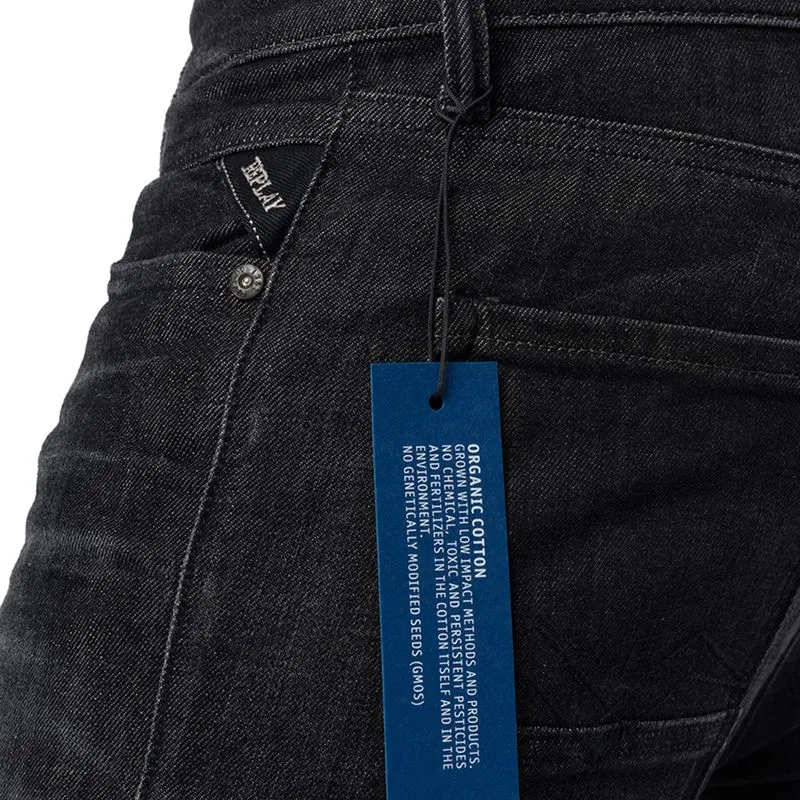 REPLAY
ORGANIC COTTON
GROWN WITH LOW IMPACT METHODS AND PRODUCTS.
NO CHEMICAL, TOXIC AND PERSISTENT PESTICIDES
AND FERTILIZERS IN THE COTTON ITSELF AND IN THE
ENVIRONMENT.
NO GENETICALLY MODIFIED SEEDS (GMOS)